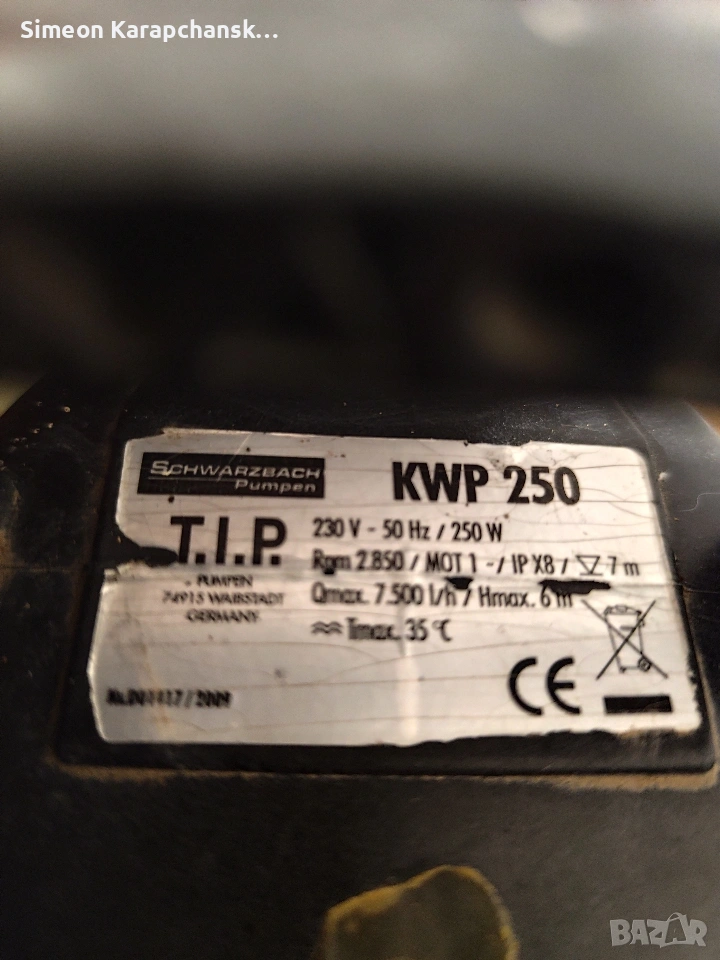 Simeon Karapchansk...
SCHWARZBACH
Pumpen
KWP 250
T.I.P.
PUMPEN
74915 WAIBSTADT
GERMANY
230 V - 50 Hz / 250 W
Rpm 2.850 / MOT 1 ~ / IP X8 / 7 m
Qmax. 7.500 l/h / Hmax. 6 m
Tmax. 35 °C
/ 2009
CE
BAZAR